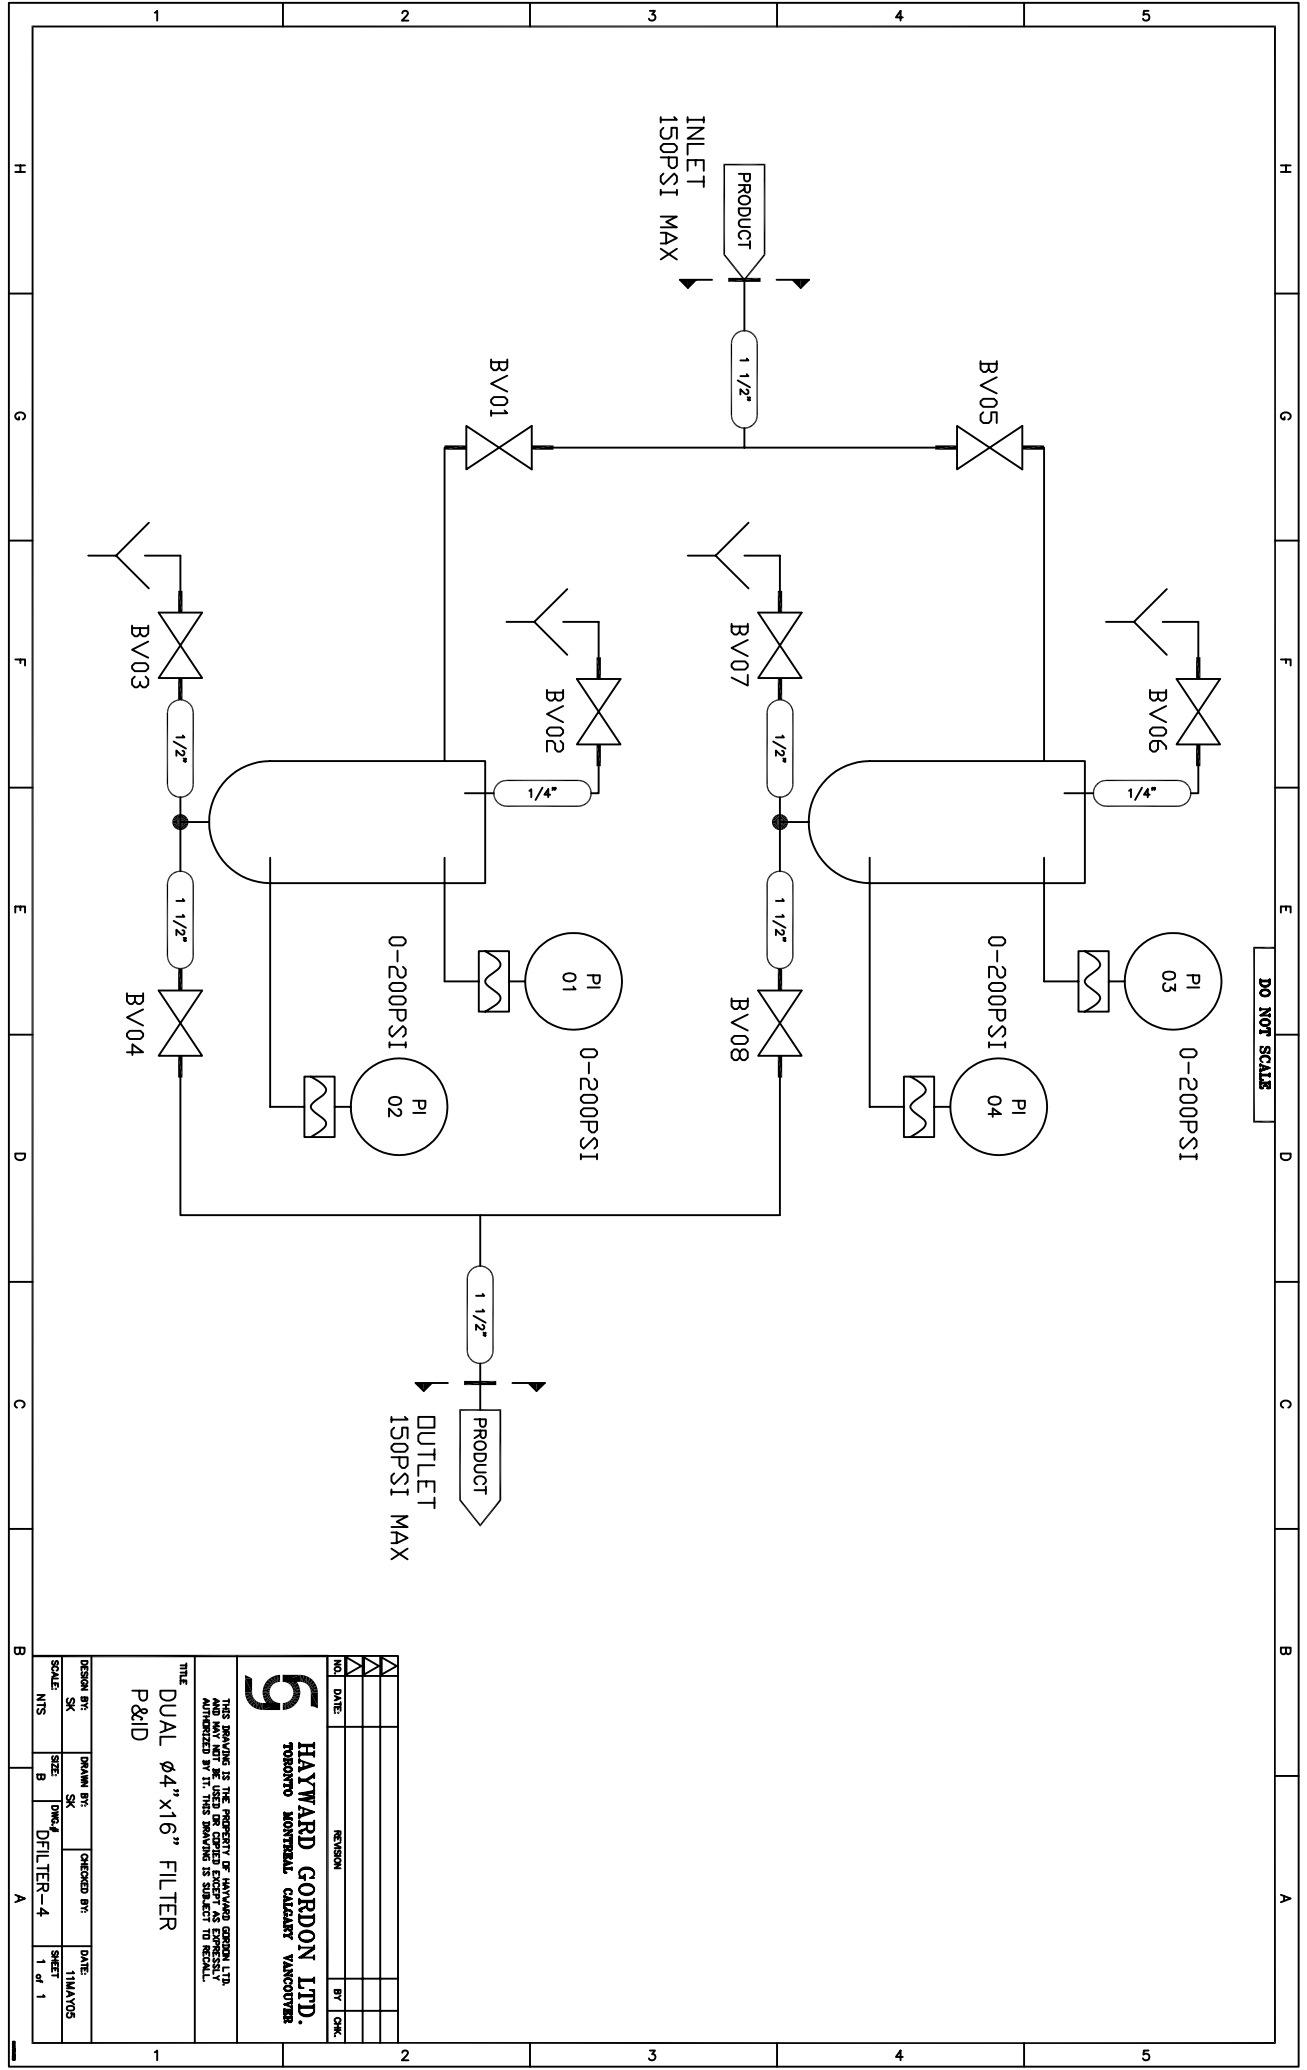 H
G
F
E
D
C
B
A
5
4
3
2
1
5
4
3
2
1
H
G
F
E
D
C
B
A
DO NOT SCALE
BV06
1/4"
PI
03
0-200PSI
BV05
PI
04
0-200PSI
BV07
1/2"
1 1/2"
BV08
PRODUCT
INLET
150PSI MAX
1 1/2"
BV02
1/4"
PI
01
0-200PSI
BV01
PI
02
0-200PSI
1 1/2"
PRODUCT
OUTLET
150PSI MAX
BV03
1/2"
1 1/2"
BV04
NO. DATE: REVISION BY CHK.
HAYWARD GORDON LTD.
TORONTO MONTREAL CALGARY VANCOUVER
THIS DRAWING IS THE PROPERTY OF HAYWARD GORDON LTD.
AND MAY NOT BE USED OR COPIED EXCEPT AS EXPRESSLY
AUTHORIZED BY IT. THIS DRAWING IS SUBJECT TO RECALL.
TITLE
DUAL Ø4"x16" FILTER
P&ID
DESIGN BY: DRAWN BY: CHECKED BY: DATE:
SK SK 11MAY05
SCALE: SIZE: DWG.# SHEET
NTS B DFILTER-4 1 of 1